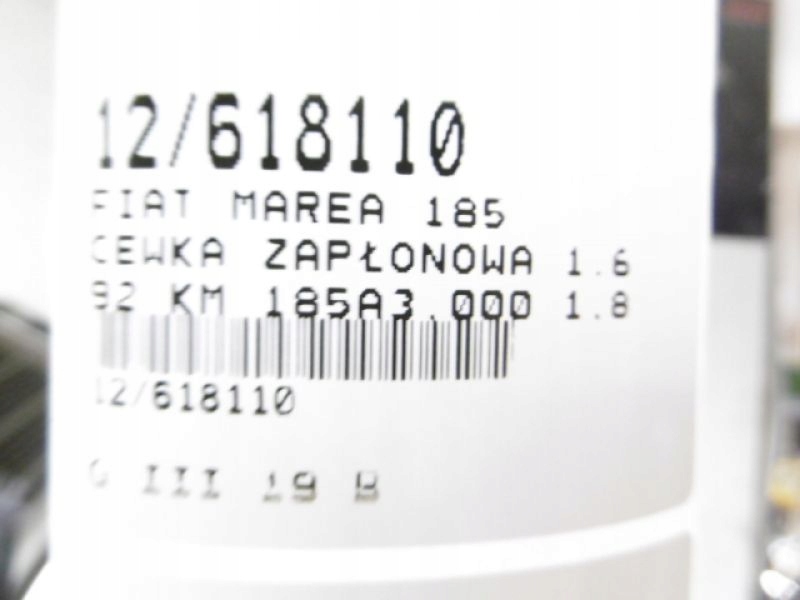 12/618110
FIAT MAREA 185
CEWKA ZAPŁONOWA 1.6
92 KM 185A3.000 1.8
12/618110
G III 19 B